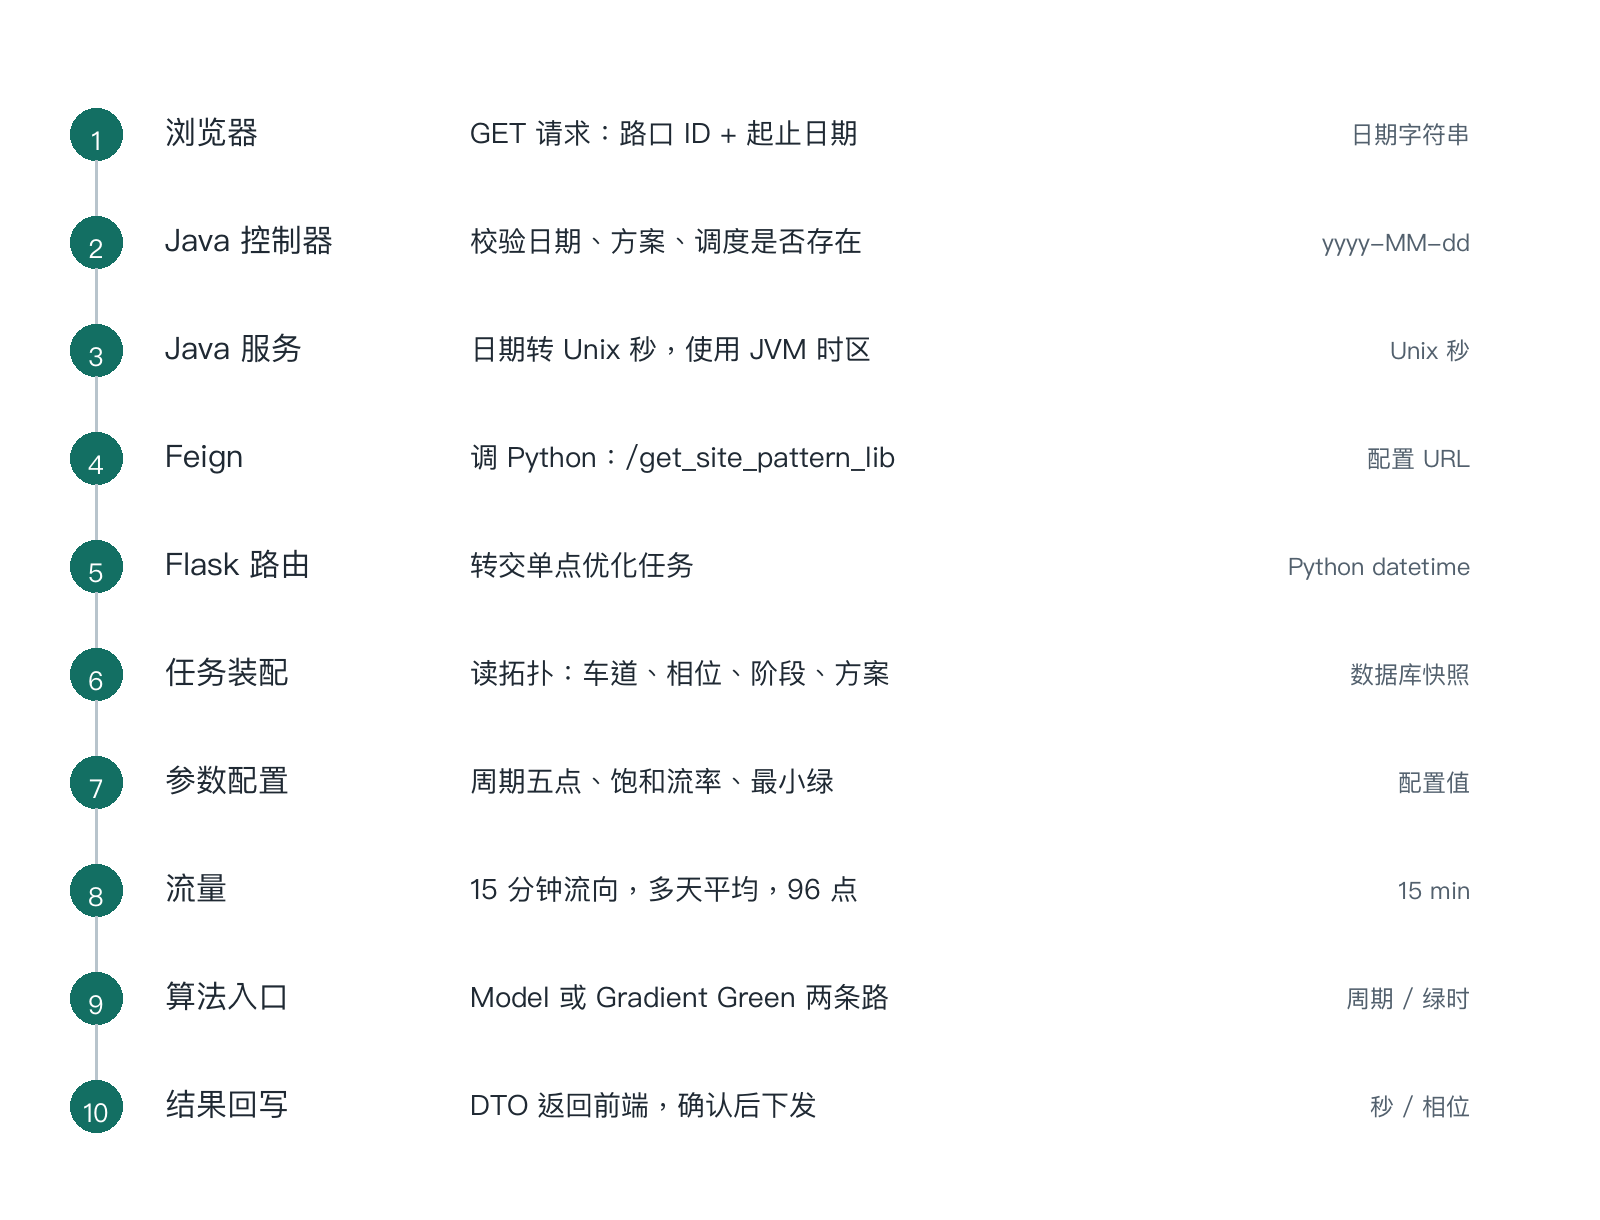 1 浏览器 GET 请求：路口 ID + 起止日期 日期字符串
2 Java 控制器 校验日期、方案、调度是否存在 yyyy-MM-dd
3 Java 服务 日期转 Unix 秒，使用 JVM 时区 Unix 秒
4 Feign 调 Python：/get_site_pattern_lib 配置 URL
5 Flask 路由 转交单点优化任务 Python datetime
6 任务装配 读拓扑：车道、相位、阶段、方案 数据库快照
7 参数配置 周期五点、饱和流率、最小绿 配置值
8 流量 15 分钟流向，多天平均，96 点 15 min
9 算法入口 Model 或 Gradient Green 两条路 周期 / 绿时
10 结果回写 DTO 返回前端，确认后下发 秒 / 相位